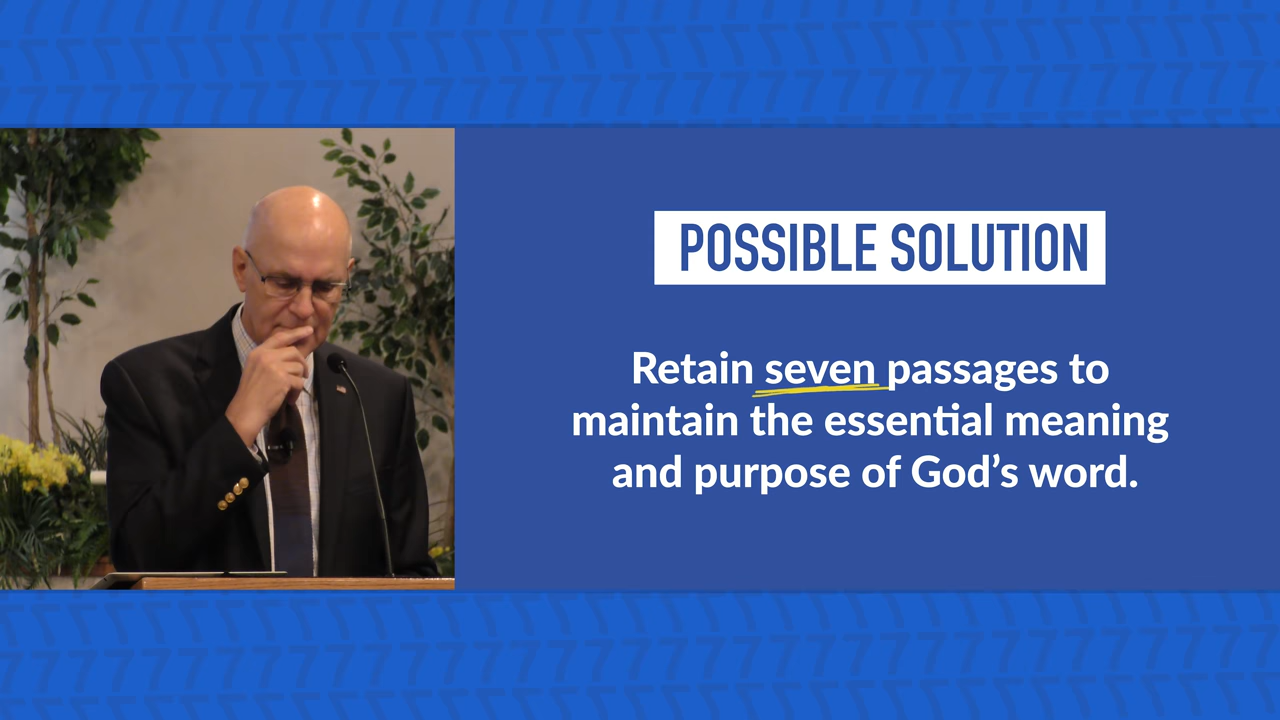 POSSIBLE SOLUTION
Retain seven passages to
maintain the essential meaning
and purpose of God’s word.